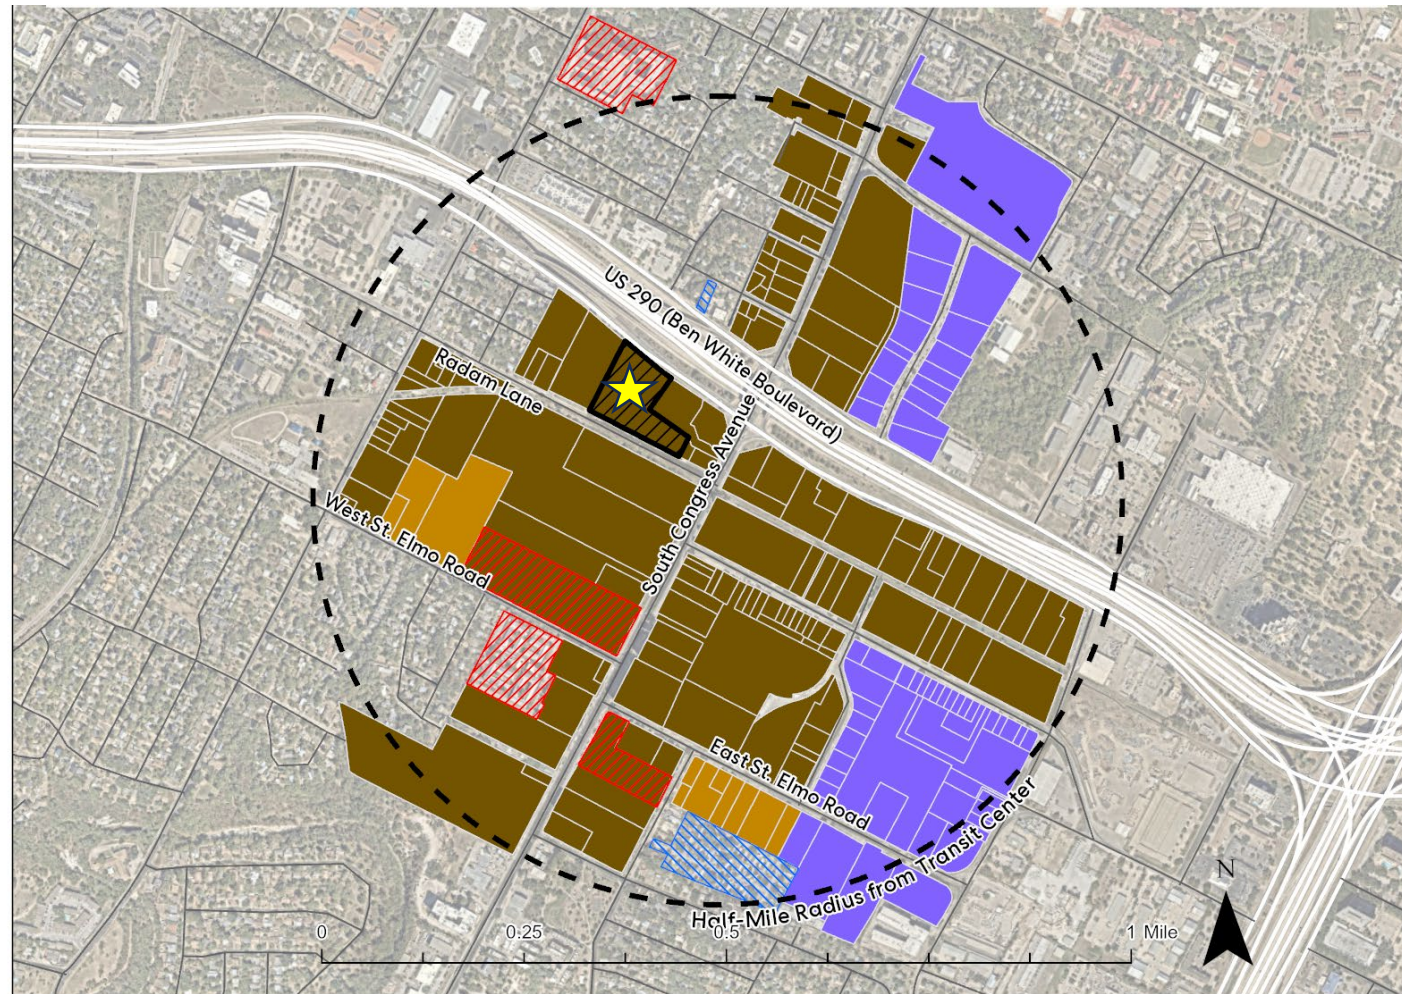 US 290 (Ben White Boulevard)
Radam Lane
South Congress Avenue
West St. Elmo Road
East St. Elmo Road
Half-Mile Radius from Transit Center
N
0 0.25 0.5 1 Mile